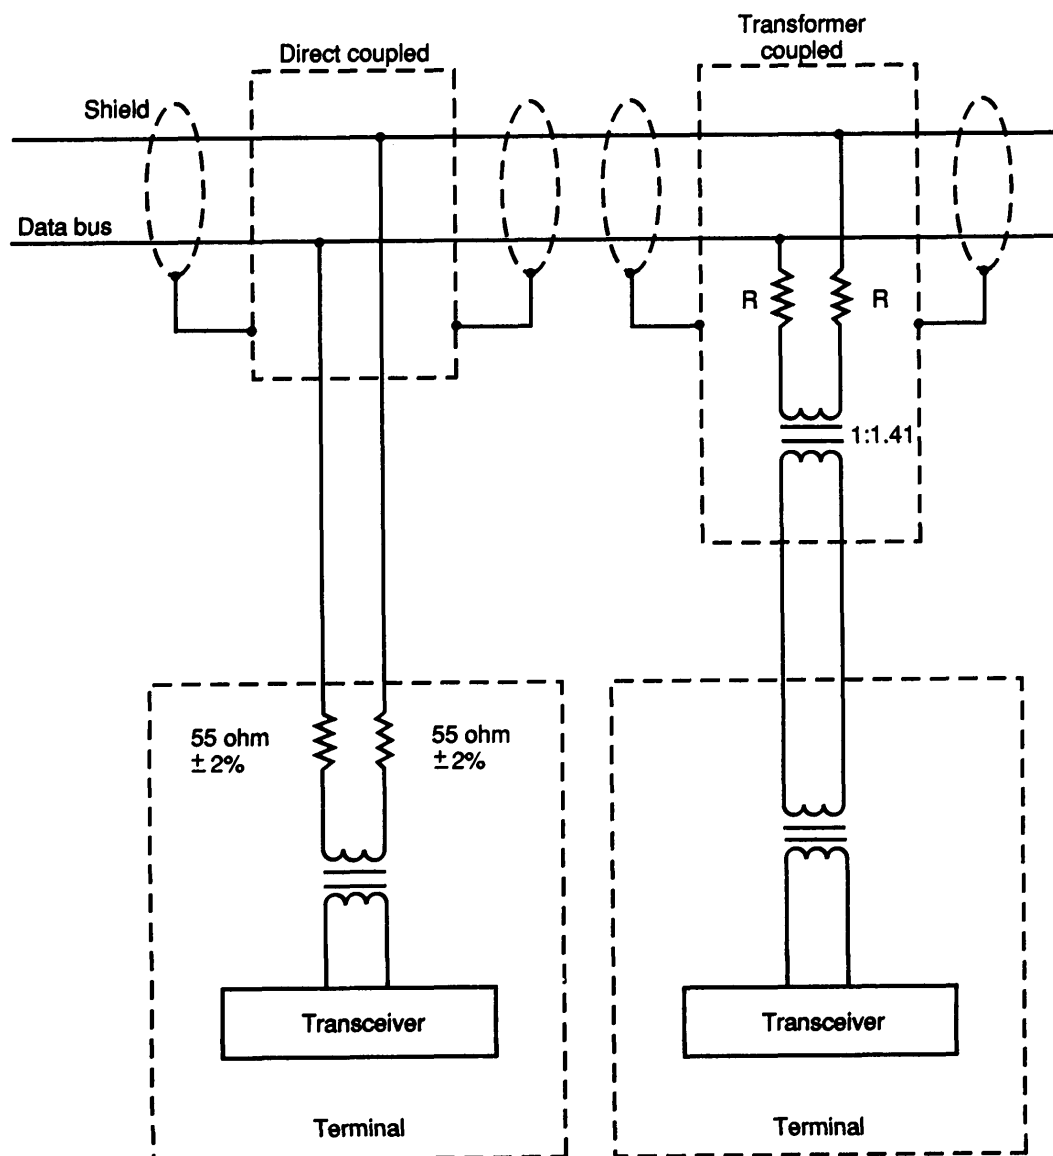 Direct coupled
Transformer
coupled
Shield
Data bus
R
R
1:1.41
55 ohm
±2%
55 ohm
±2%
Transceiver
Transceiver
Terminal
Terminal